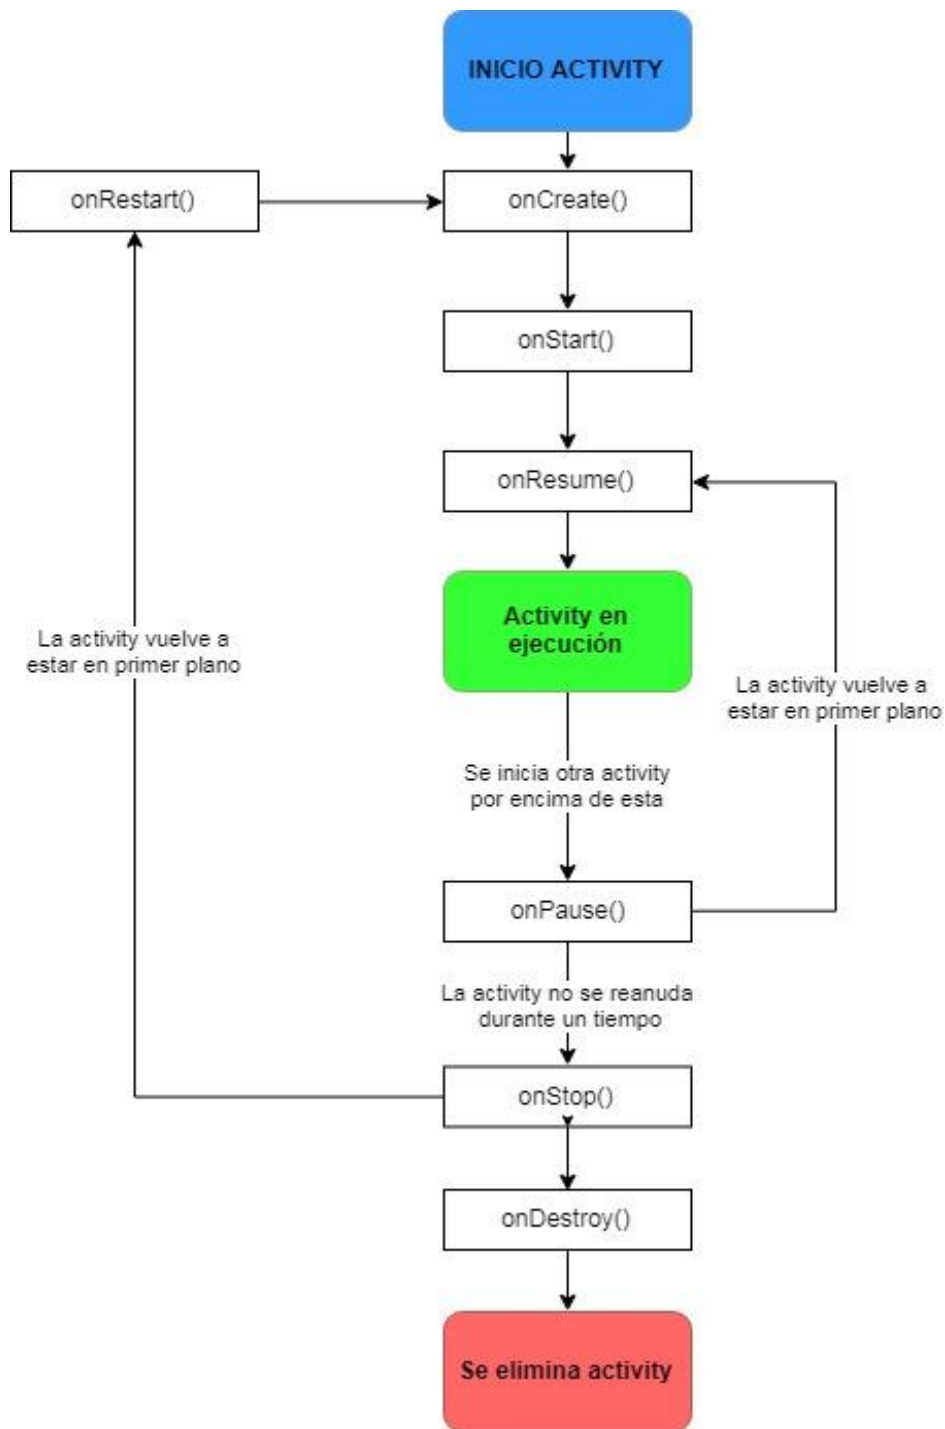 INICIO ACTIVITY
onRestart()
onCreate()
onStart()
onResume()
Activity en
ejecución
La activity vuelve a
estar en primer plano
La activity vuelve a
estar en primer plano
Se inicia otra activity
por encima de esta
onPause()
La activity no se reanuda
durante un tiempo
onStop()
onDestroy()
Se elimina activity